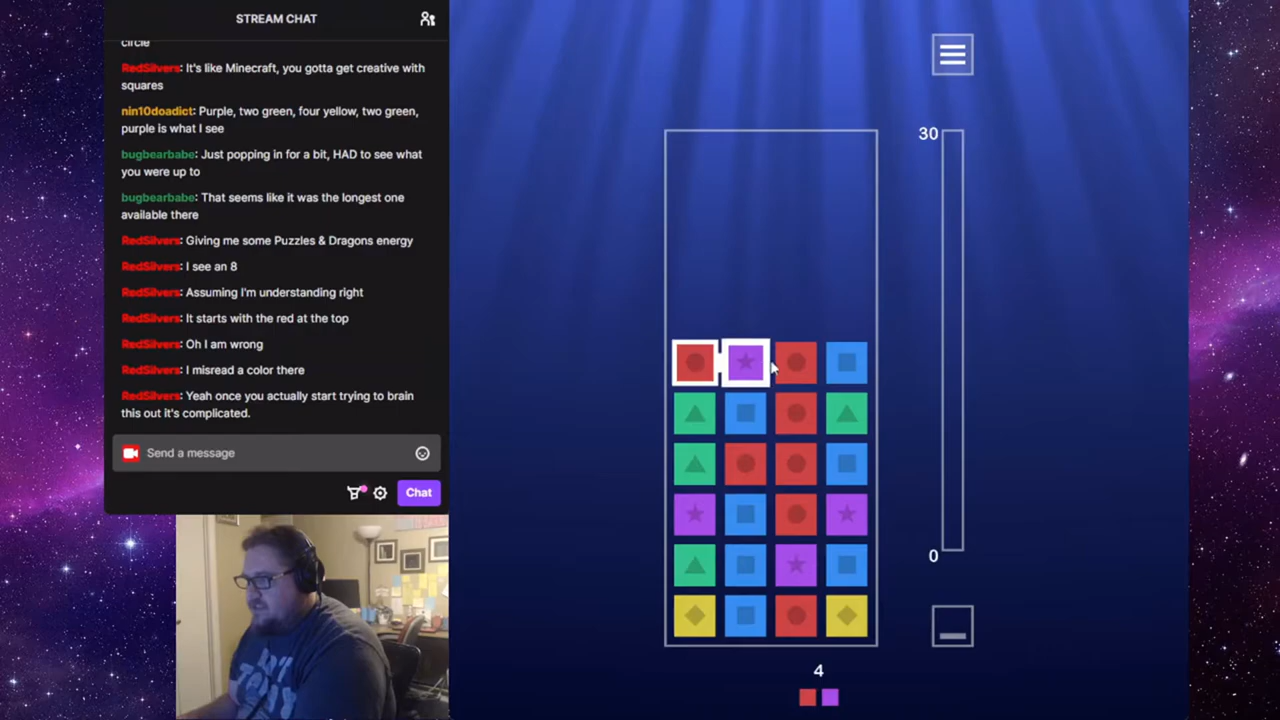 STREAM CHAT
circle
RedSilvers: It's like Minecraft, you gotta get creative with
squares
nin10doadict: Purple, two green, four yellow, two green,
purple is what I see
bugbearbabe: Just popping in for a bit, HAD to see what
you were up to
bugbearbabe: That seems like it was the longest one
available there
RedSilvers: Giving me some Puzzles & Dragons energy
RedSilvers: I see an 8
RedSilvers: Assuming I'm understanding right
RedSilvers: It starts with the red at the top
RedSilvers: Oh I am wrong
RedSilvers: I misread a color there
RedSilvers: Yeah once you actually start trying to brain
this out it's complicated.
Send a message
Chat
30
0
4